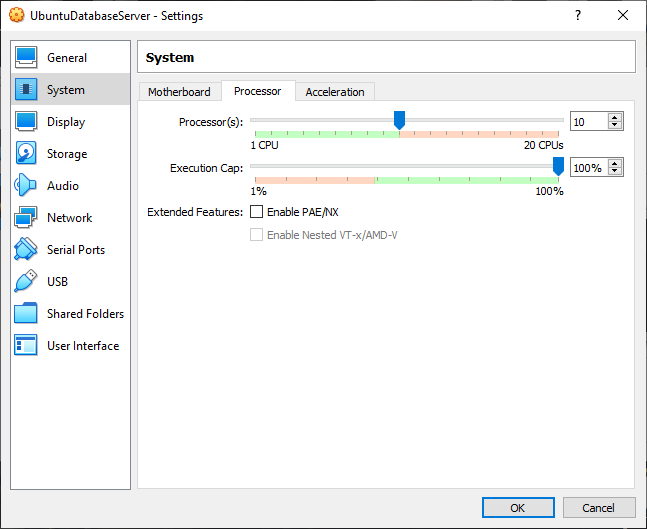 UbuntuDatabaseServer - Settings
?
General
System
Display
Storage
Audio
Network
Serial Ports
USB
Shared Folders
User Interface
System
Motherboard
Processor
Acceleration
Processor(s):
10
1 CPU
20 CPUs
Execution Cap:
100%
1%
100%
Extended Features:
Enable PAE/NX
Enable Nested VT-x/AMD-V
OK
Cancel